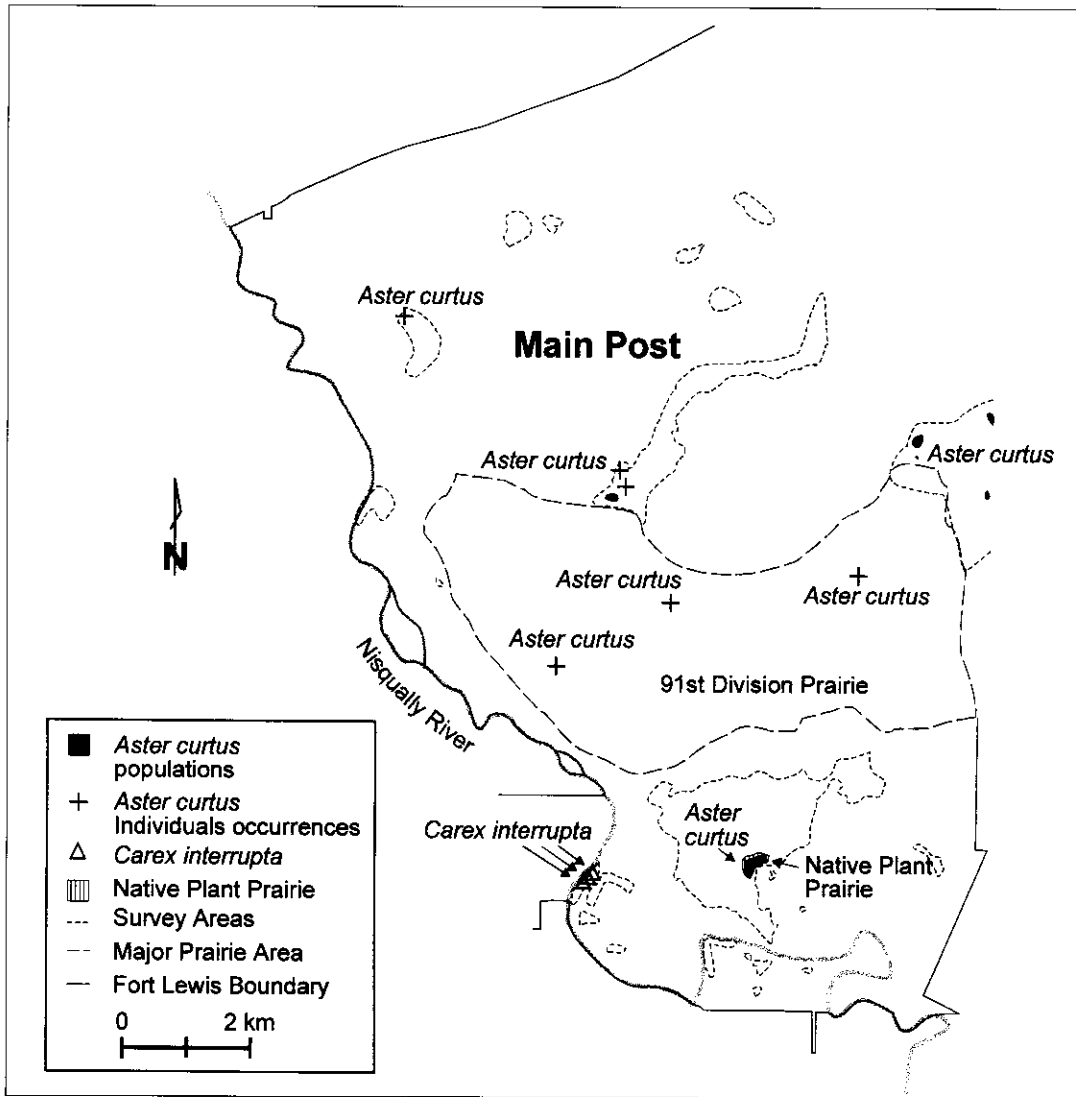 Aster curtus
Main Post
Aster curtus
Aster curtus
N
Aster curtus
Aster curtus
Aster curtus
91st Division Prairie
Nisqually River
Aster
curtus
Native Plant
Prairie
Carex interrupta
Aster curtus
populations
Aster curtus
Individuals occurrences
Carex interrupta
Native Plant Prairie
Survey Areas
Major Prairie Area
Fort Lewis Boundary
0 2 km